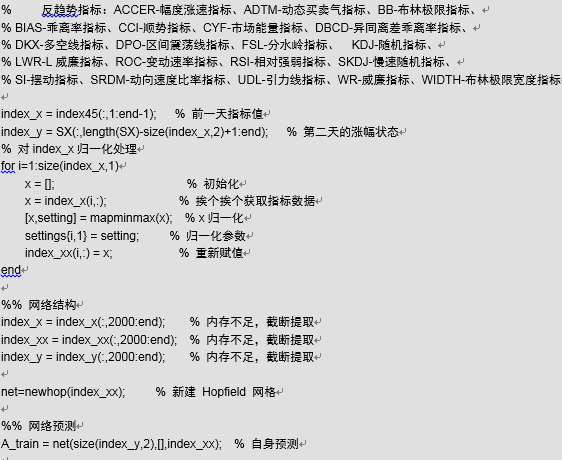 % 反趋势指标：ACCER-幅度涨速指标、ADTM-动态买卖气指标、BB-布林极限指标、
% BIAS-乖离率指标、CCI-顺势指标、CYF-市场能量指标、DBCD-异同离差乖离率指标、
% DKX-多空线指标、DPO-区间震荡线指标、FSL-分水岭指标、 KDJ-随机指标、
% LWR-L 威廉指标、ROC-变动速率指标、RSI-相对强弱指标、SKDJ-慢速随机指标、
% SI-摆动指标、SRDM-动向速度比率指标、UDL-引力线指标、WR-威廉指标、WIDTH-布林极限宽度指标
index_x = index45(:,1:end-1); % 前一天指标值
index_y = SX(:,length(SX)-size(index_x,2)+1:end); % 第二天的涨幅状态
% 对 index_x 归一化处理
for i=1:size(index_x,1)
x = []; % 初始化
x = index_x(i,:); % 挨个挨个获取指标数据
[x,setting] = mapminmax(x); % x 归一化
settings{i,1} = setting; % 归一化参数
index_xx(i,:) = x; % 重新赋值
end
%% 网络结构
index_x = index_x(:,2000:end); % 内存不足，截断提取
index_xx = index_xx(:,2000:end); % 内存不足，截断提取
index_y = index_y(:,2000:end); % 内存不足，截断提取
net=newhop(index_xx); % 新建 Hopfield 网格
%% 网络预测
A_train = net(size(index_y,2),[],index_xx); % 自身预测